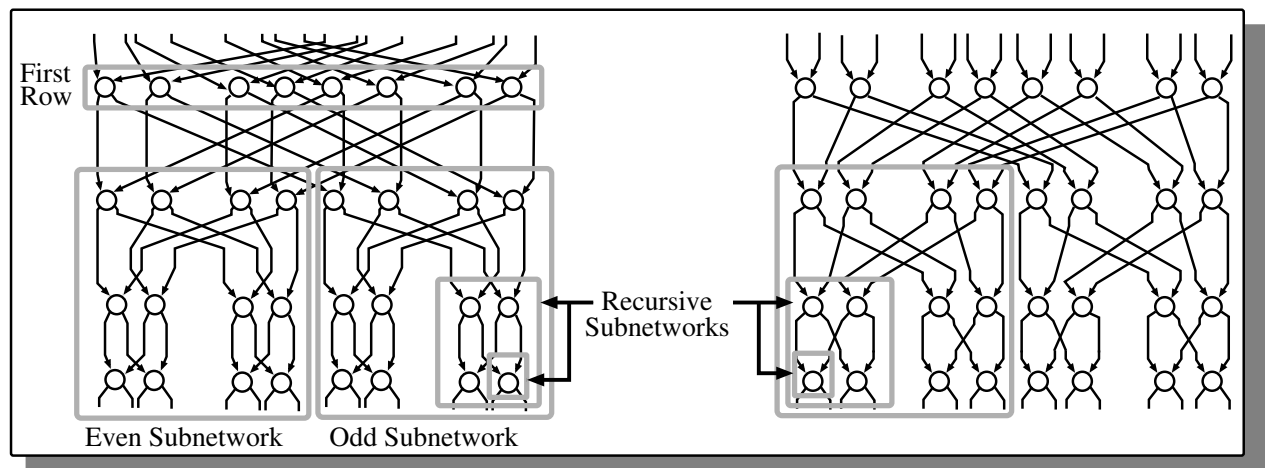 First
Row
Recursive
Subnetworks
Even Subnetwork
Odd Subnetwork